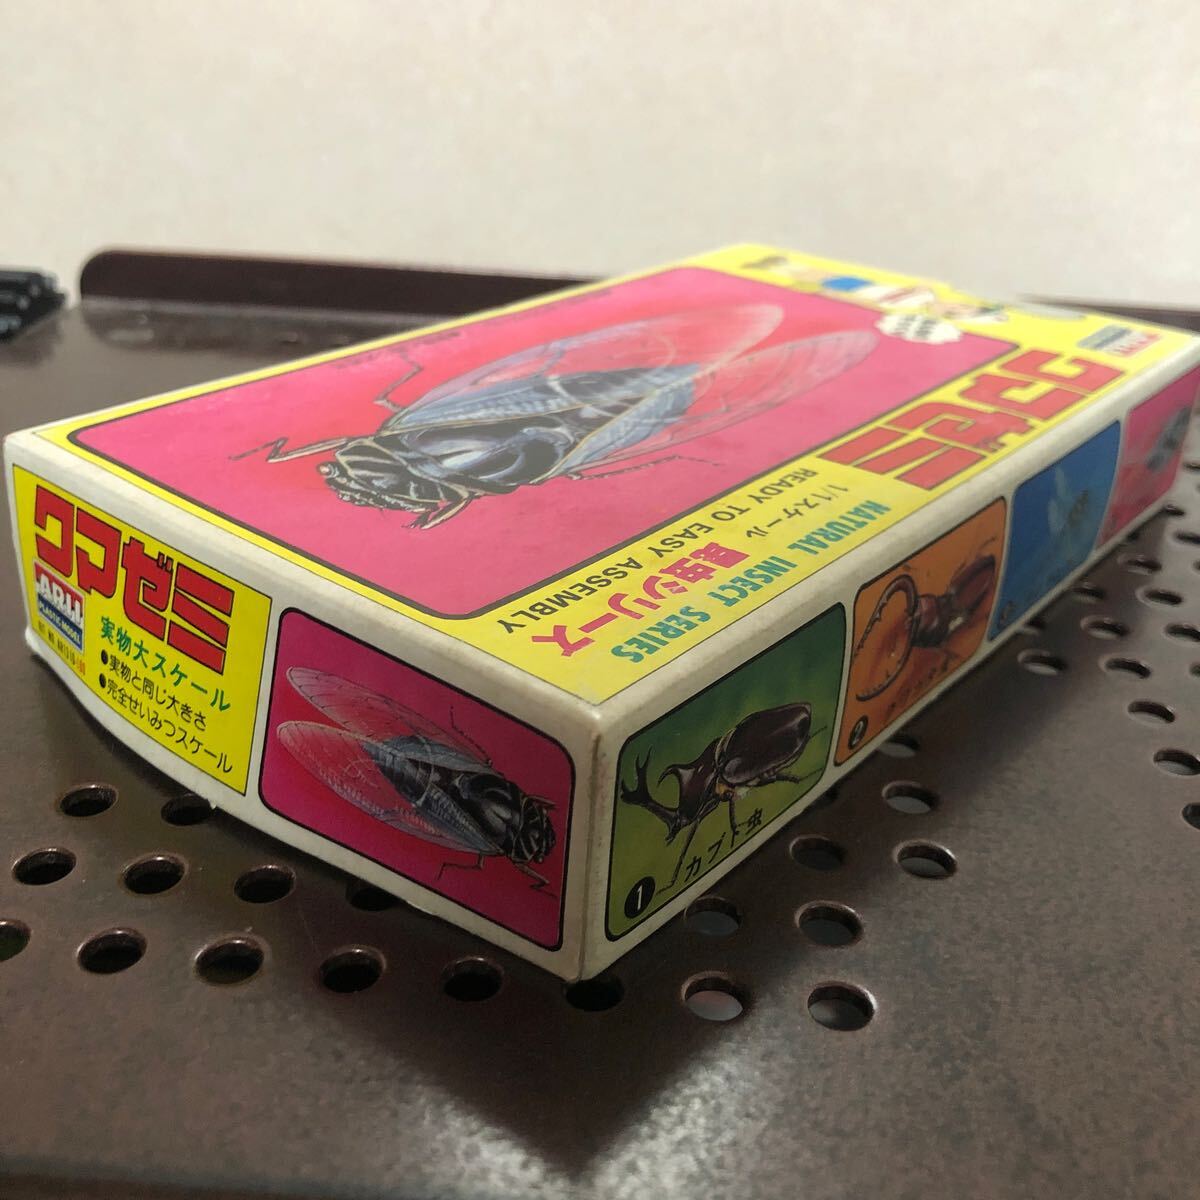 クマゼミ
NATURAL INSECT SERIES
1/1スケール 昆虫シリーズ
READY TO EASY ASSEMBLY
クマゼミ
ARII
PLASTIC MODEL
実物大スケール
●実物と同じ大きさ
●完全せいみつスケール
1 カブト虫
2